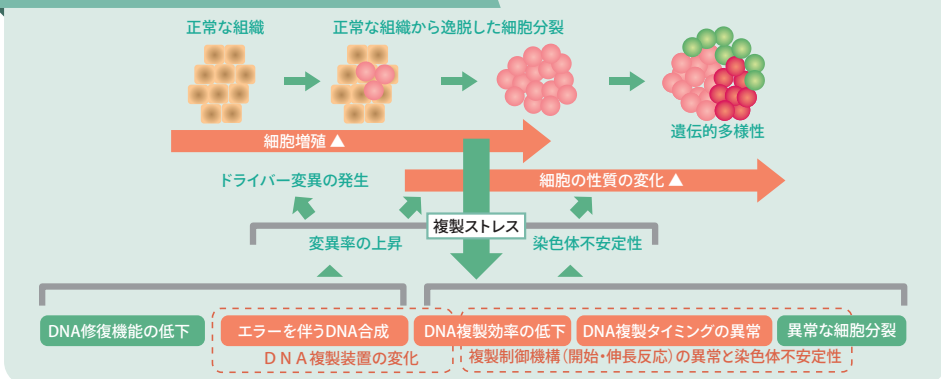 正常な組織
正常な組織から逸脱した細胞分裂
遺伝的多様性
細胞増殖 ▲
ドライバー変異の発生
細胞の性質の変化 ▲
複製ストレス
変異率の上昇
染色体不安定性
DNA修復機能の低下
エラーを伴うDNA合成
DNA複製効率の低下
DNA複製タイミングの異常
異常な細胞分裂
DNA複製装置の変化
複製制御機構(開始・伸長反応)の異常と染色体不安定性